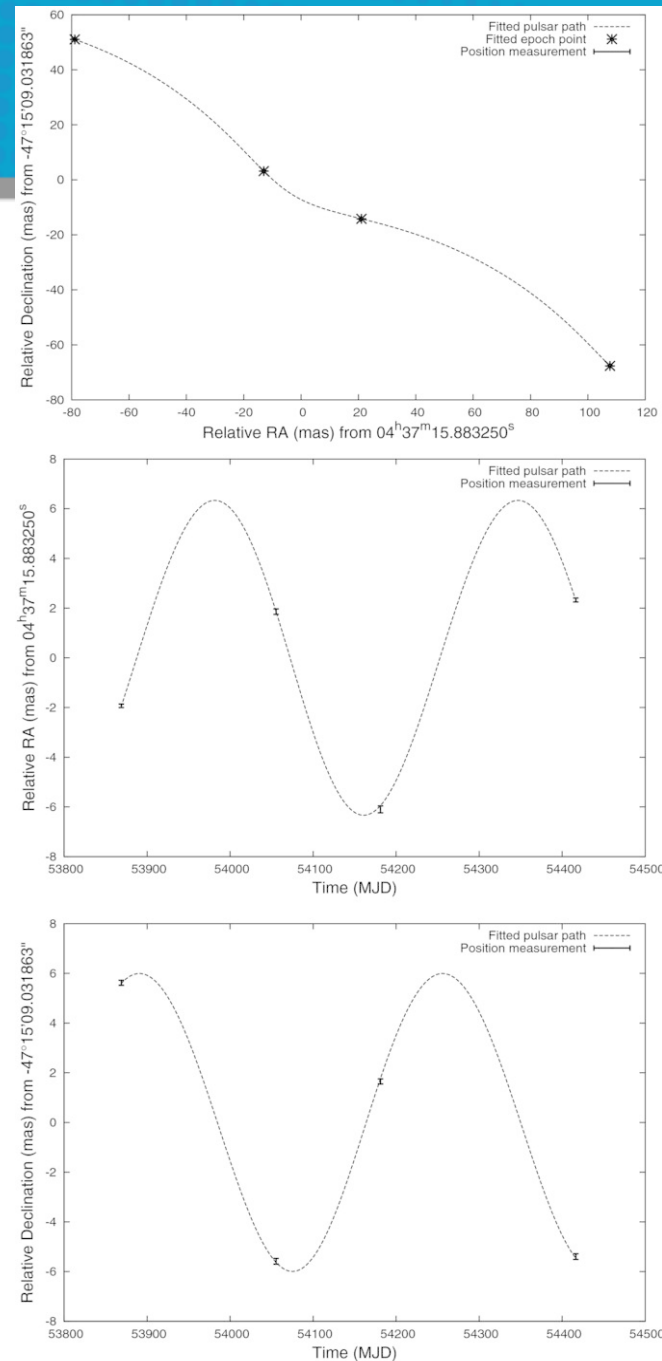 Relative Declination (mas) from -47°15'09.031863"
60
40
20
0
-20
-40
-60
-80
Fitted pulsar path
Fitted epoch point
Position measurement
-80 -60 -40 -20 0 20 40 60 80 100 120
Relative RA (mas) from 04h37m15.883250s
Relative RA (mas) from 04h37m15.883250s
8
6
4
2
0
-2
-4
-6
-8
Fitted pulsar path
Position measurement
53800 53900 54000 54100 54200 54300 54400 54500
Time (MJD)
Relative Declination (mas) from -47°15'09.031863"
8
6
4
2
0
-2
-4
-6
-8
Fitted pulsar path
Position measurement
53800 53900 54000 54100 54200 54300 54400 54500
Time (MJD)